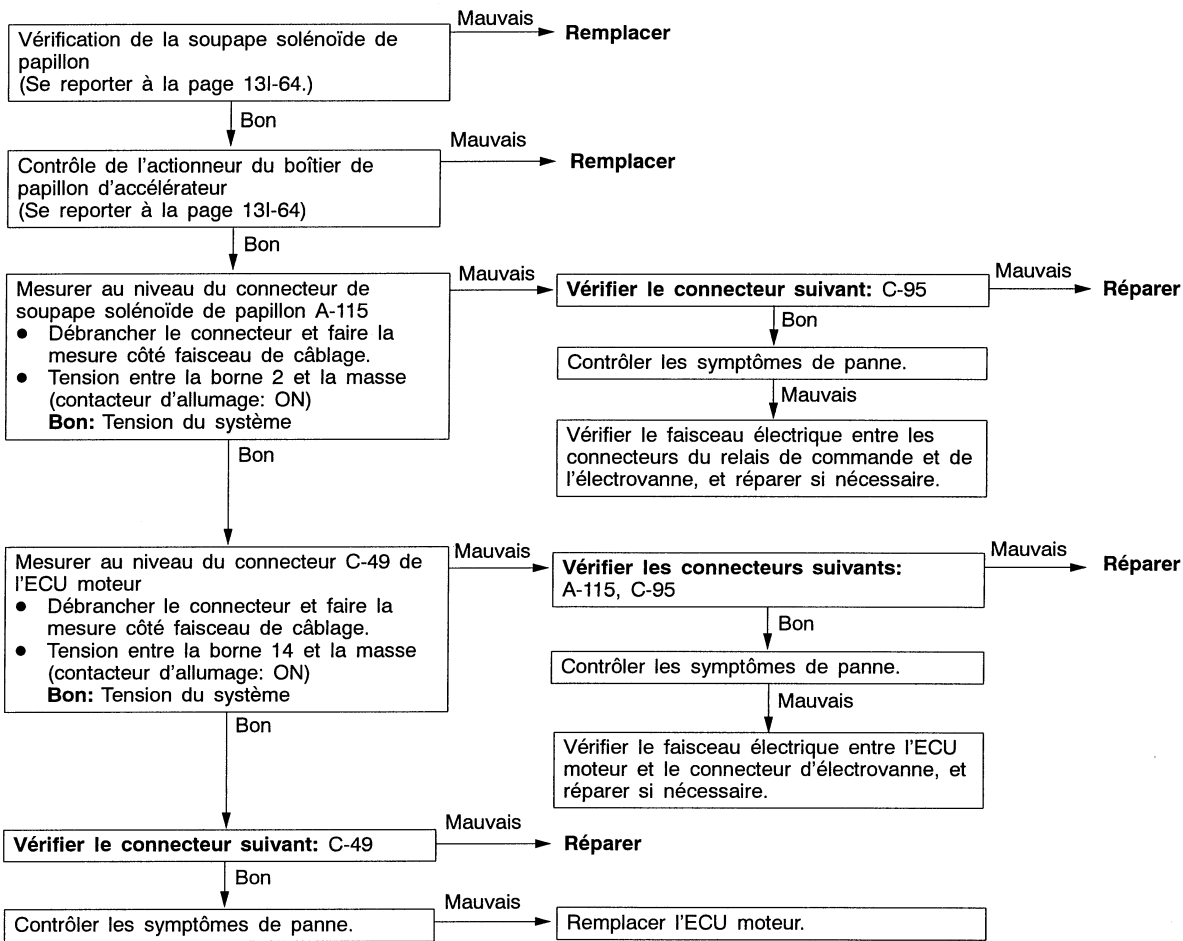 Vérification de la soupape solénoïde de
papillon
(Se reporter à la page 13I-64.)
Mauvais
Remplacer
Bon
Contrôle de l'actionneur du boîtier de
papillon d'accélérateur
(Se reporter à la page 13I-64)
Mauvais
Remplacer
Bon
Mesurer au niveau du connecteur de
soupape solénoïde de papillon A-115
● Débrancher le connecteur et faire la
mesure côté faisceau de câblage.
● Tension entre la borne 2 et la masse
(contacteur d'allumage: ON)
Bon: Tension du système
Mauvais
Vérifier le connecteur suivant: C-95
Mauvais
Réparer
Bon
Contrôler les symptômes de panne.
Mauvais
Vérifier le faisceau électrique entre les
connecteurs du relais de commande et de
l'électrovanne, et réparer si nécessaire.
Bon
Mesurer au niveau du connecteur C-49 de
l'ECU moteur
● Débrancher le connecteur et faire la
mesure côté faisceau de câblage.
● Tension entre la borne 14 et la masse
(contacteur d'allumage: ON)
Bon: Tension du système
Mauvais
Vérifier les connecteurs suivants:
A-115, C-95
Mauvais
Réparer
Bon
Contrôler les symptômes de panne.
Mauvais
Vérifier le faisceau électrique entre l'ECU
moteur et le connecteur d'électrovanne, et
réparer si nécessaire.
Bon
Vérifier le connecteur suivant: C-49
Mauvais
Réparer
Bon
Contrôler les symptômes de panne.
Mauvais
Remplacer l'ECU moteur.